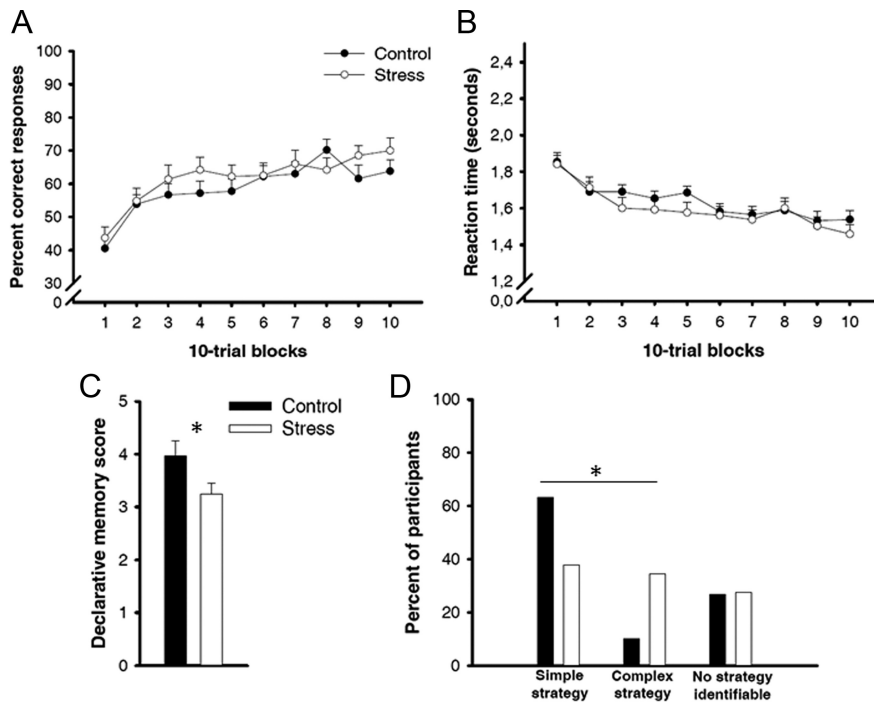 A
Control
Stress
Percent correct responses
100
90
80
70
60
50
40
30
0
1 2 3 4 5 6 7 8 9 10
10-trial blocks
B
Reaction time (seconds)
2,4
2,2
2,0
1,8
1,6
1,4
1,2
0,0
1 2 3 4 5 6 7 8 9 10
10-trial blocks
C
Control
Stress
*
Declarative memory score
5
4
3
2
1
0
D
*
Percent of participants
100
80
60
40
20
0
Simple strategy
Complex strategy
No strategy identifiable